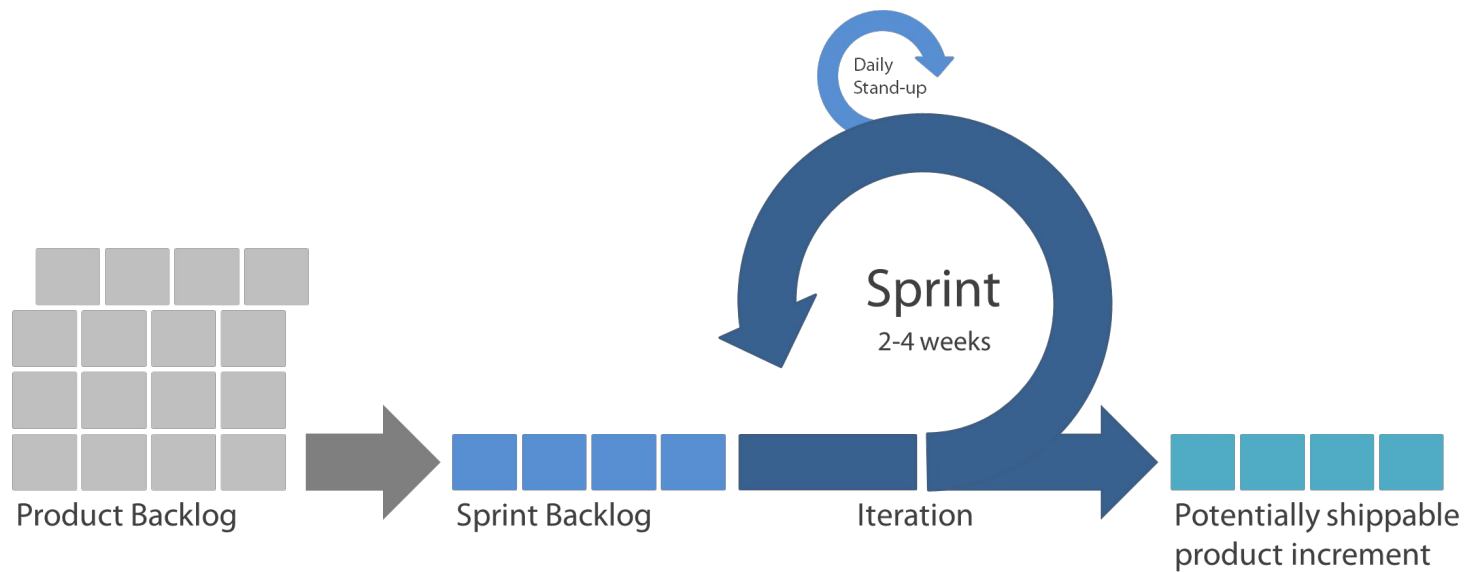 Daily
Stand-up
Sprint
2-4 weeks
Product Backlog
Sprint Backlog
Iteration
Potentially shippable
product increment